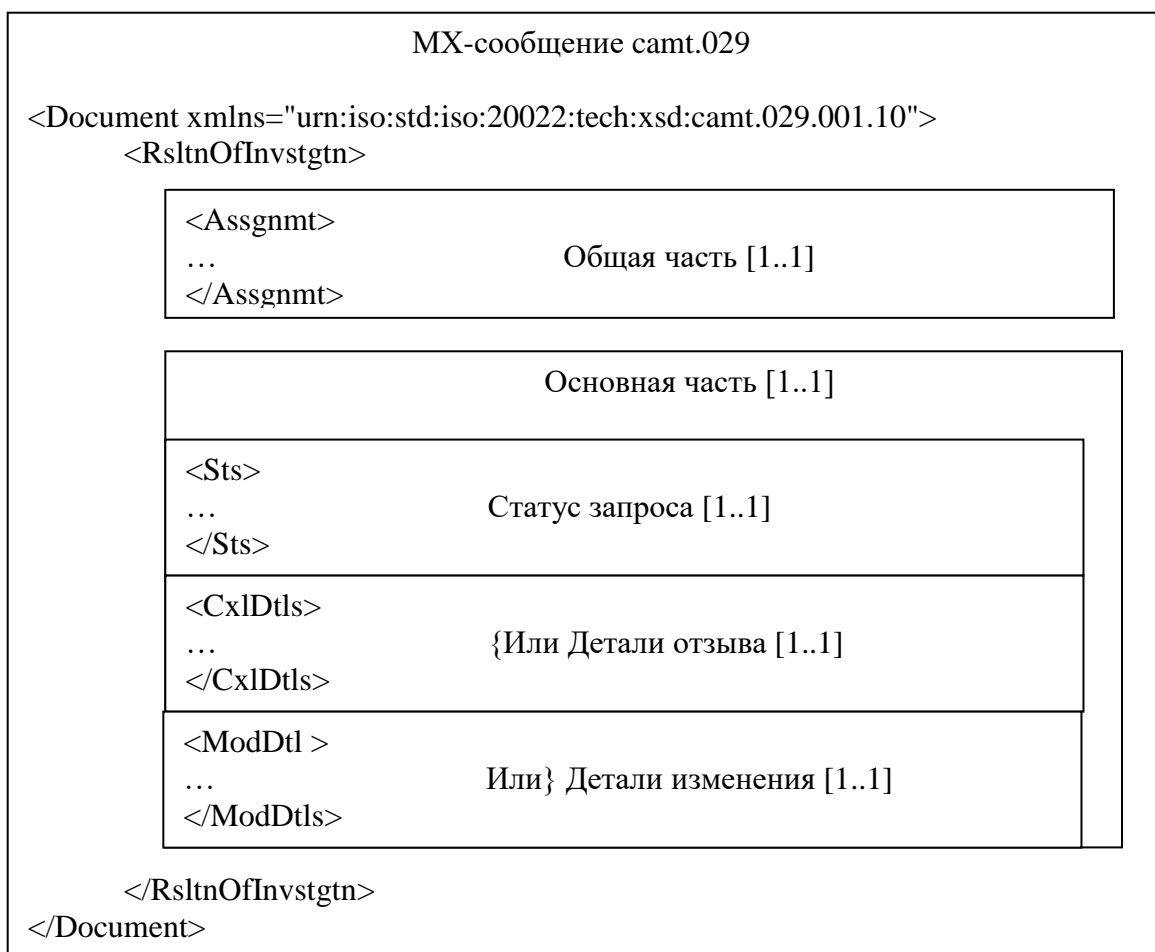 МХ-сообщение camt.029
<Document xmlns="urn:iso:std:iso:20022:tech:xsd:camt.029.001.10">
<RsltnOfInvstgtn>
<Assgnmt>
… Общая часть [1..1]
</Assgnmt>
Основная часть [1..1]
<Sts>
… Статус запроса [1..1]
</Sts>
<CxlDtls>
… {Или Детали отзыва [1..1]
</CxlDtls>
<ModDtl >
… Или} Детали изменения [1..1]
</ModDtls>
</RsltnOfInvstgtn>
</Document>